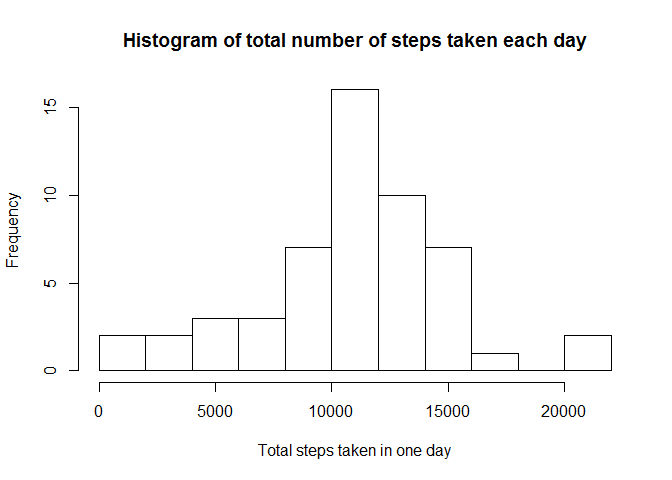 Histogram of total number of steps taken each day
Frequency
15
10
5
0
0 5000 10000 15000 20000
Total steps taken in one day